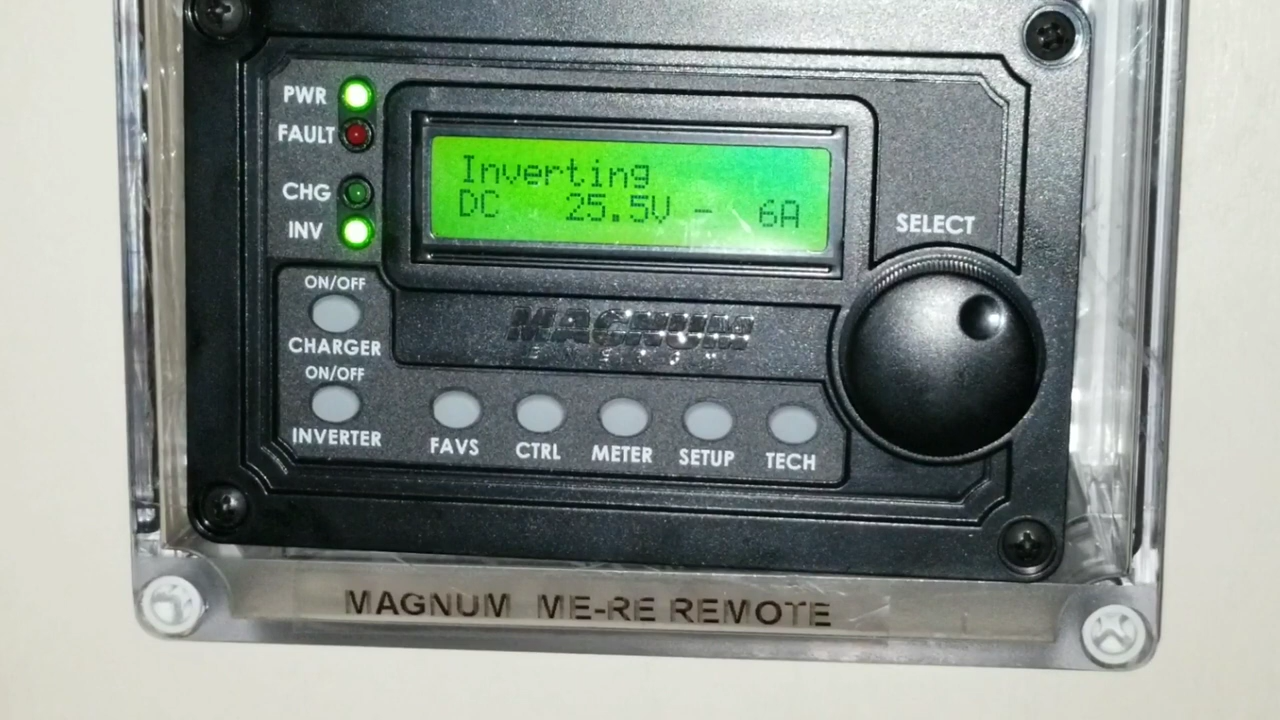 PWR
FAULT
CHG
INV
Inverting
DC 25.5V - 6A
SELECT
ON/OFF
CHARGER
ON/OFF
INVERTER
MAGNUM
ENERGY
FAVS
CTRL
METER
SETUP
TECH
MAGNUM ME-RE REMOTE